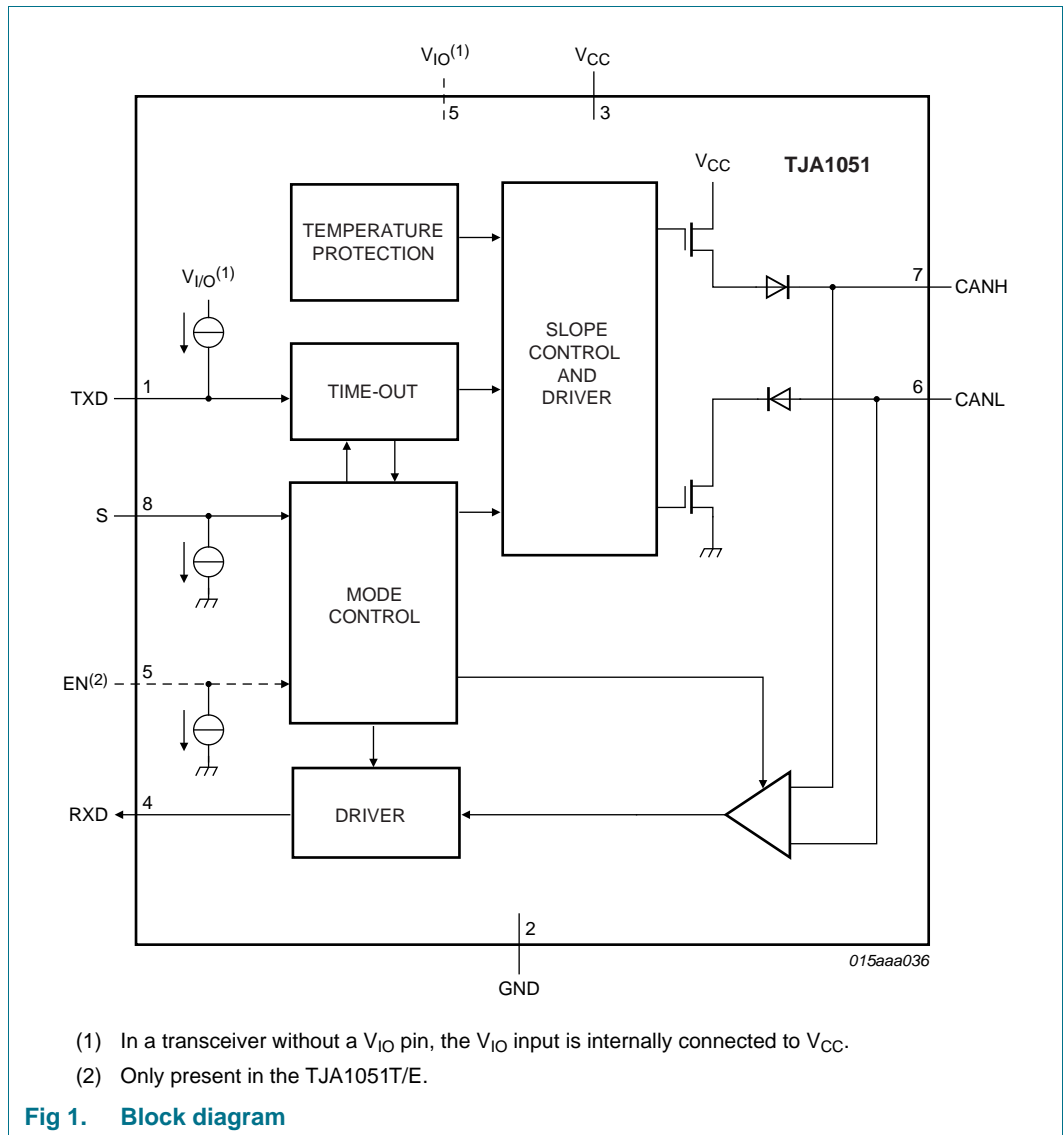 VIO(1)
VCC
5
3
VCC
TJA1051
TEMPERATURE
PROTECTION
VI/O(1)
7
CANH
SLOPE
CONTROL
AND
DRIVER
TXD
1
TIME-OUT
6
CANL
S
8
MODE
CONTROL
EN(2)
5
RXD
4
DRIVER
2
015aaa036
GND
(1) In a transceiver without a VIO pin, the VIO input is internally connected to VCC.
(2) Only present in the TJA1051T/E.
Fig 1. Block diagram